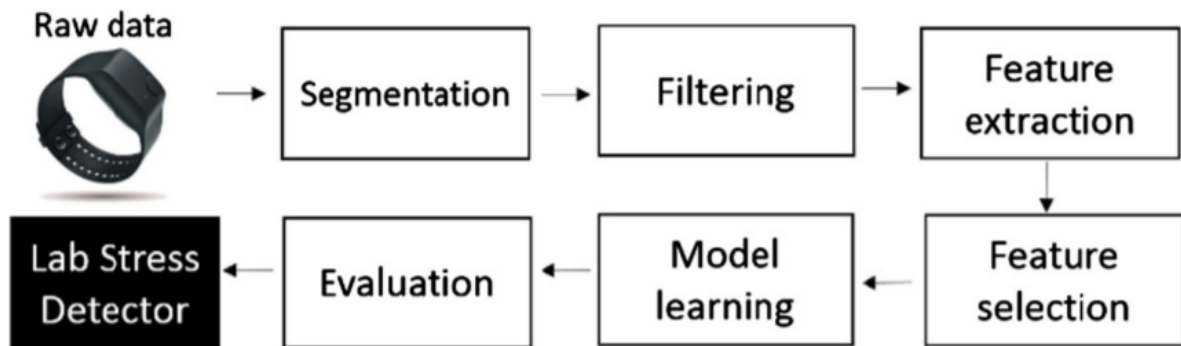 Raw data
Segmentation
Filtering
Feature
extraction
Feature
selection
Model
learning
Evaluation
Lab Stress
Detector